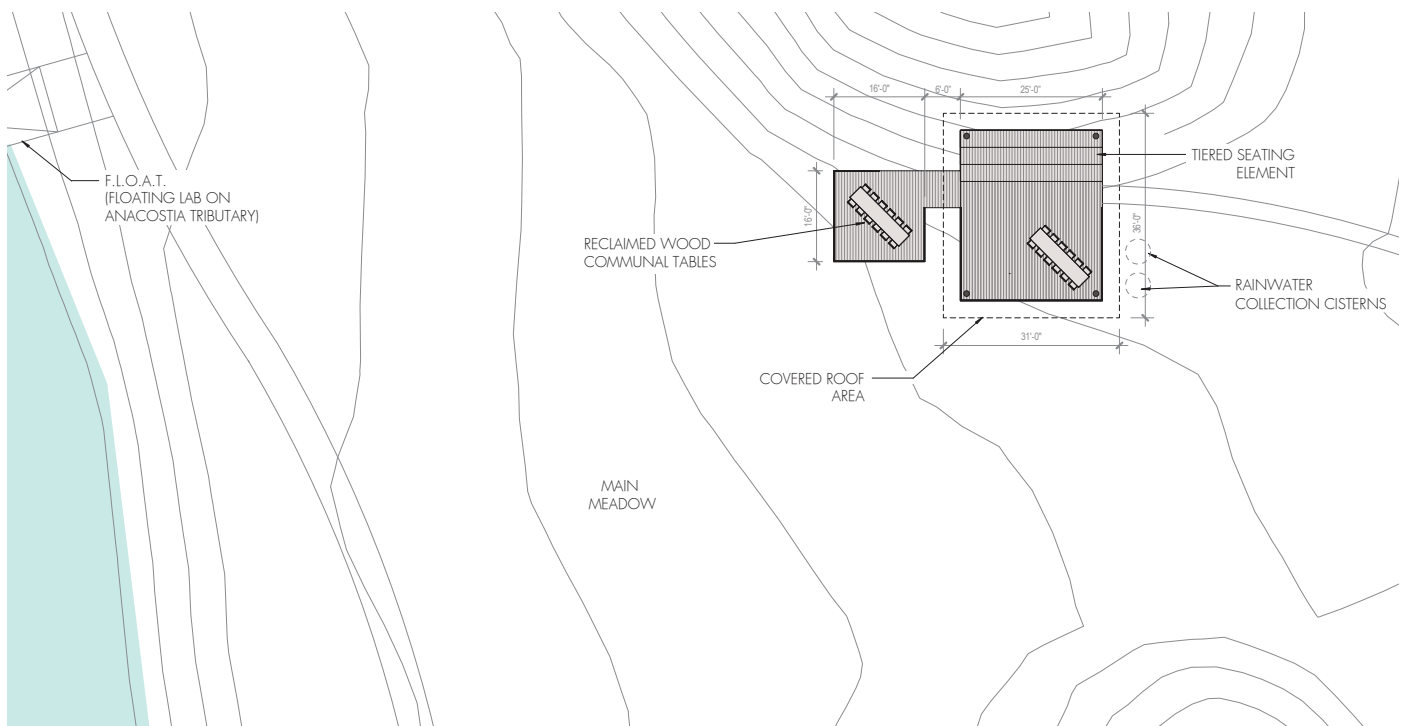 16'-0"
6'-0"
25'-0"
TIERED SEATING
ELEMENT
F.L.O.A.T.
(FLOATING LAB ON
ANACOSTIA TRIBUTARY)
16'-0"
36'-0"
RECLAIMED WOOD
COMMUNAL TABLES
RAINWATER
COLLECTION CISTERNS
31'-0"
COVERED ROOF
AREA
MAIN
MEADOW